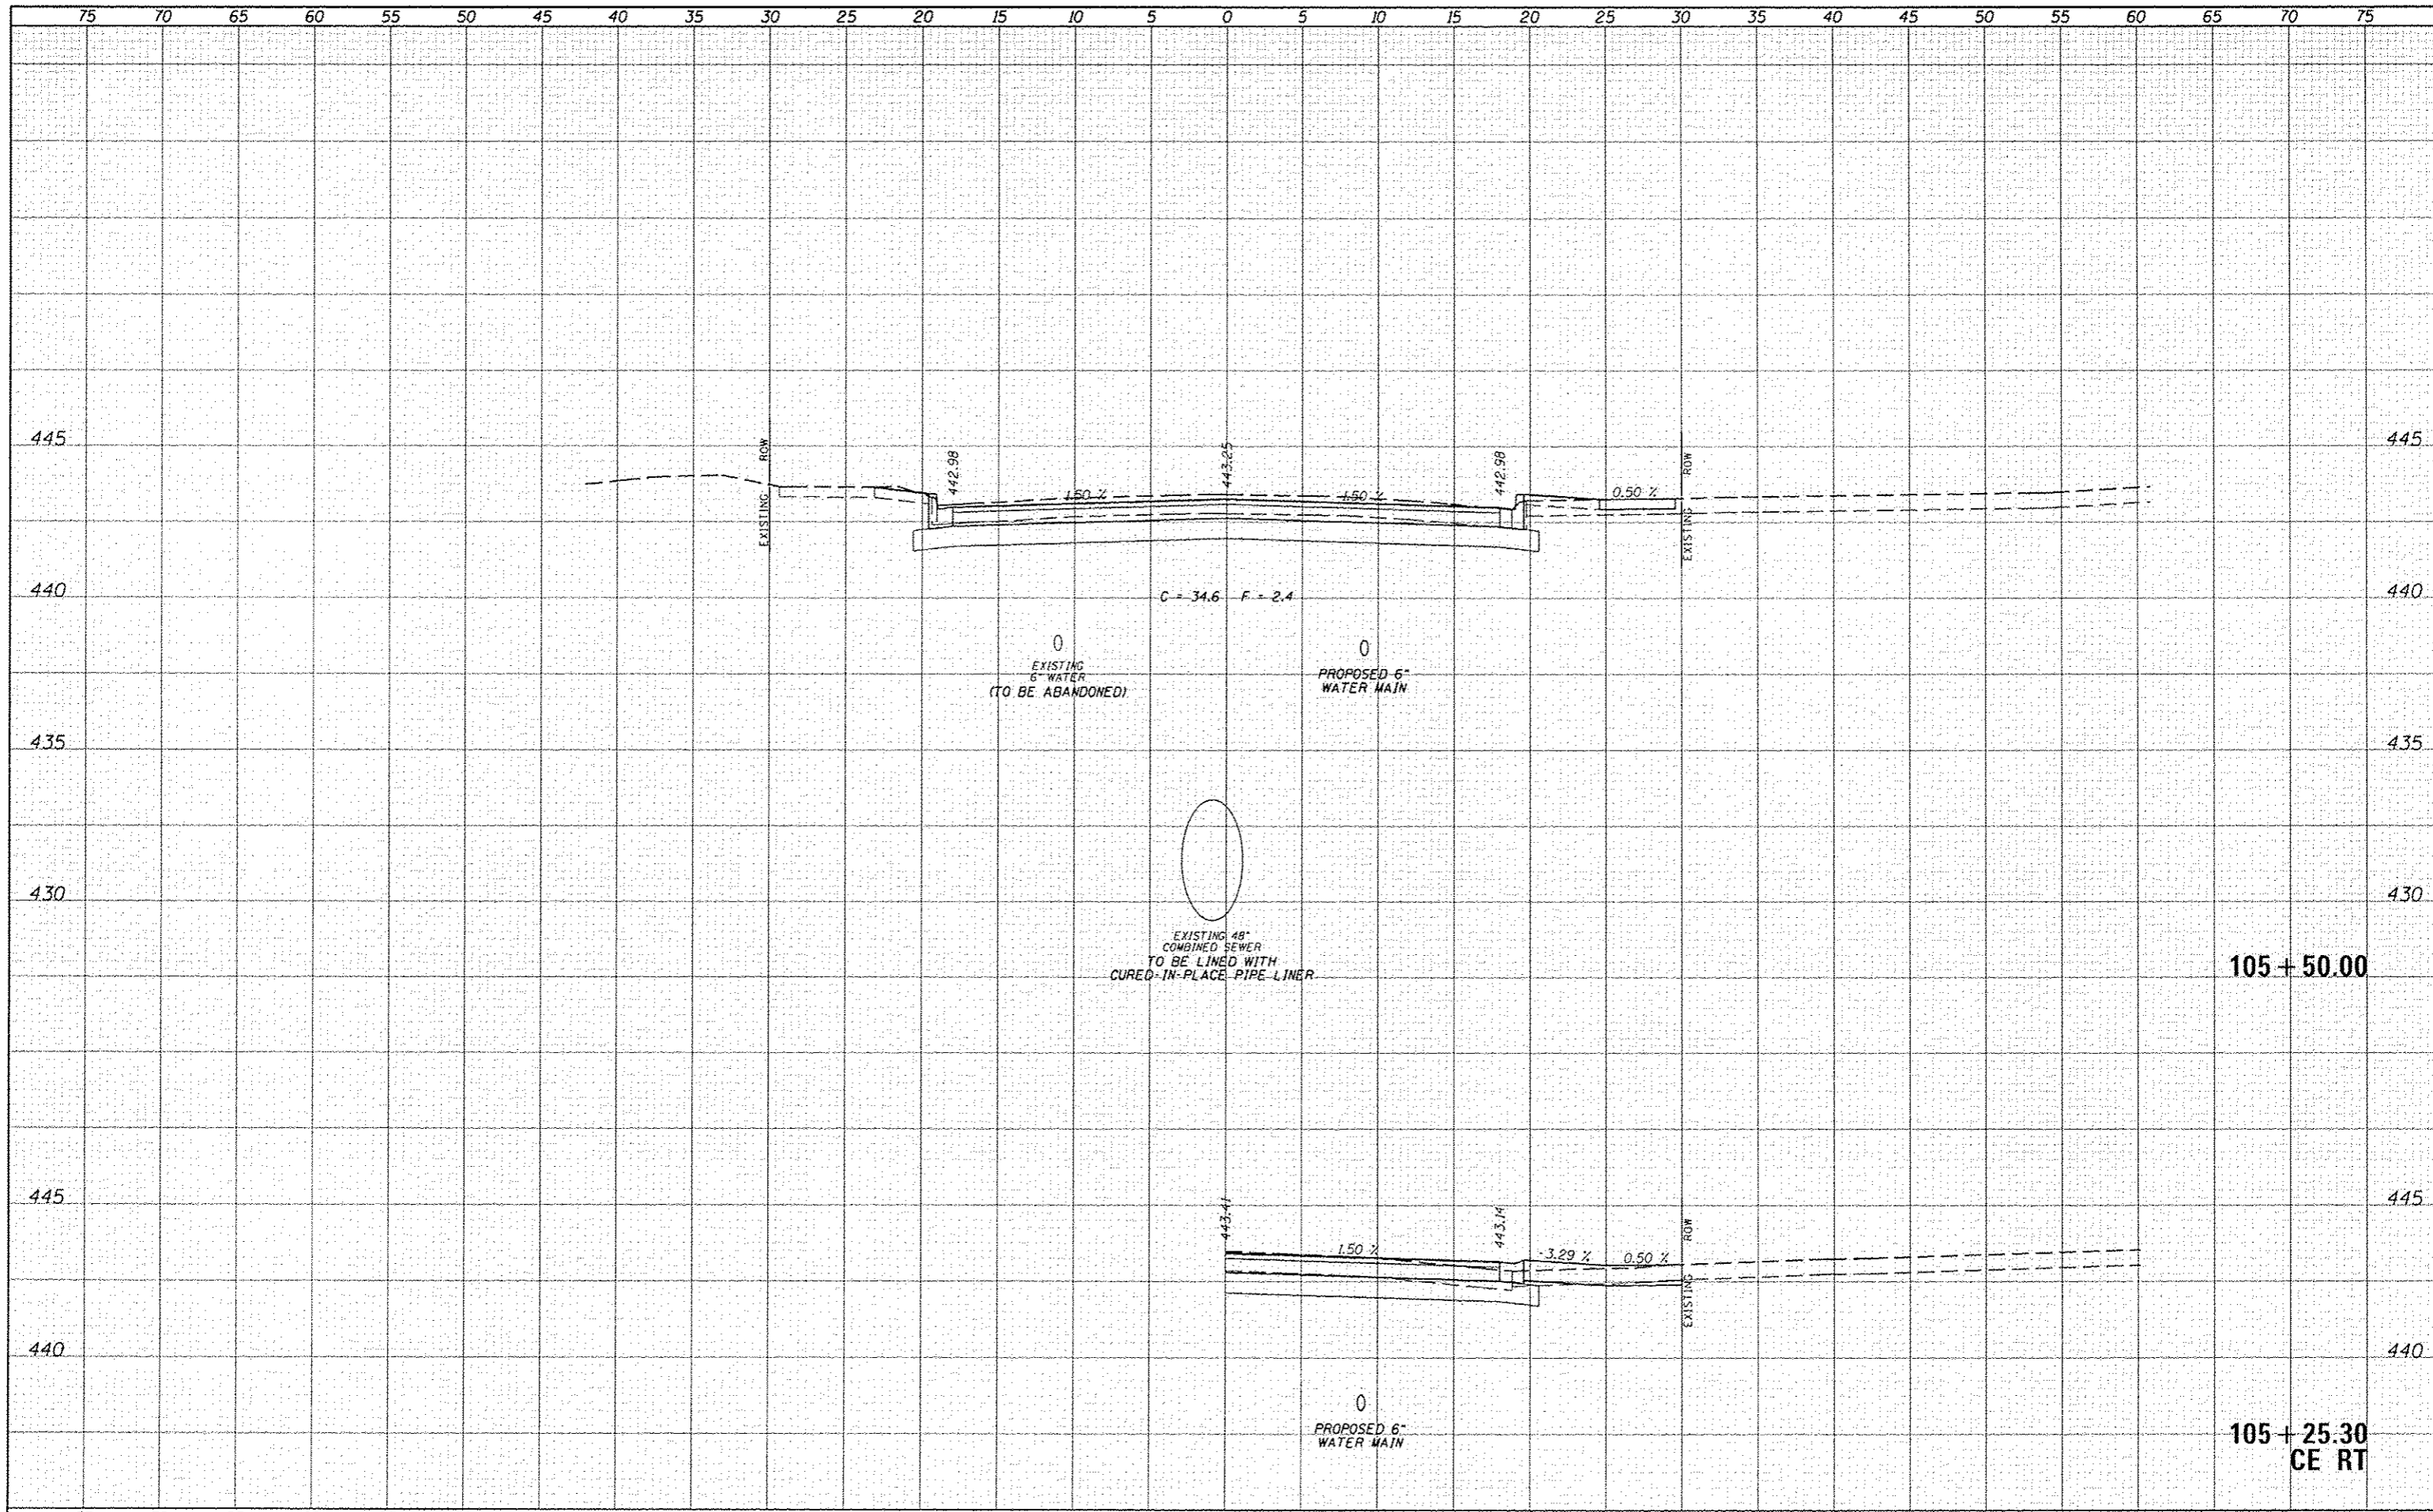 75 70 65 60 55 50 45 40 35 30 25 20 15 10 5 0 5 10 15 20 25 30 35 40 45 50 55 60 65 70 75
445
EXISTING ROW
442.98
1.50 %
443.25
1.50 %
442.98
0.50 %
EXISTING ROW
445
440
C = 34.6 F = 2.4
440
EXISTING
6" WATER
(TO BE ABANDONED)
PROPOSED 6"
WATER MAIN
435
435
430
430
EXISTING 48"
COMBINED SEWER
TO BE LINED WITH
CURED-IN-PLACE PIPE LINER
105 + 50.00
445
443.41
1.50 %
443.14
-3.29 %
0.50 %
EXISTING ROW
445
440
440
PROPOSED 6"
WATER MAIN
105 + 25.30
CE RT